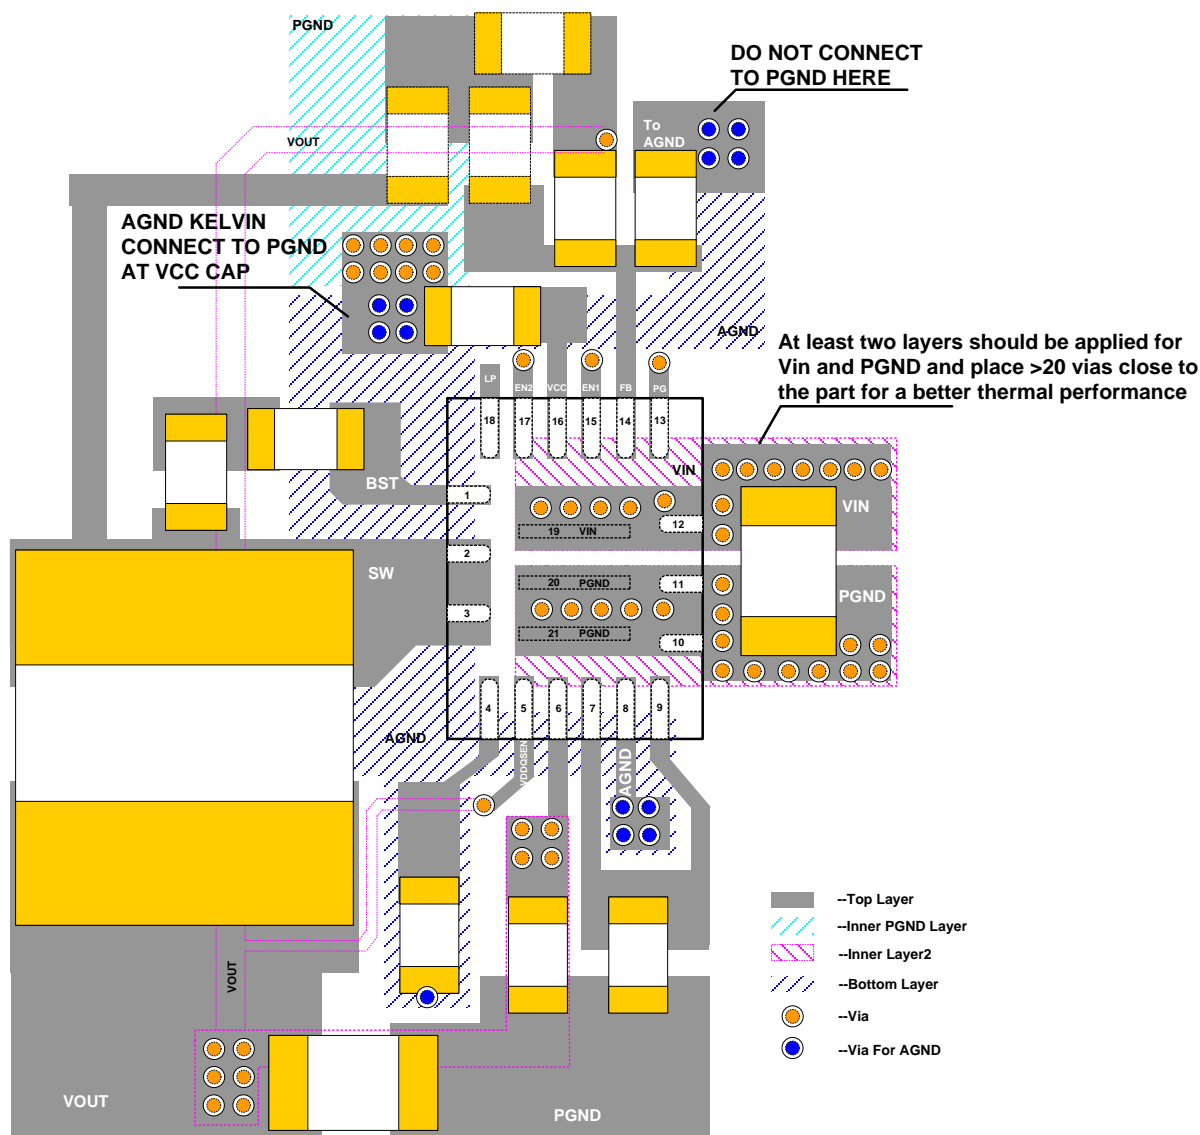 PGND
DO NOT CONNECT
TO PGND HERE
To
AGND
VOUT
AGND KELVIN
CONNECT TO PGND
AT VCC CAP
AGND
At least two layers should be applied for
Vin and PGND and place >20 vias close to
the part for a better thermal performance
LP
EN2
VCC
EN1
FB
PG
18
17
16
15
14
13
VIN
BST
1
VIN
12
19 VIN
2
SW
20 PGND
11
PGND
3
21 PGND
10
4
5
6
7
8
9
AGND
VDDQSEN
AGND
--Top Layer
--Inner PGND Layer
--Inner Layer2
--Bottom Layer
--Via
--Via For AGND
VOUT
VOUT
PGND